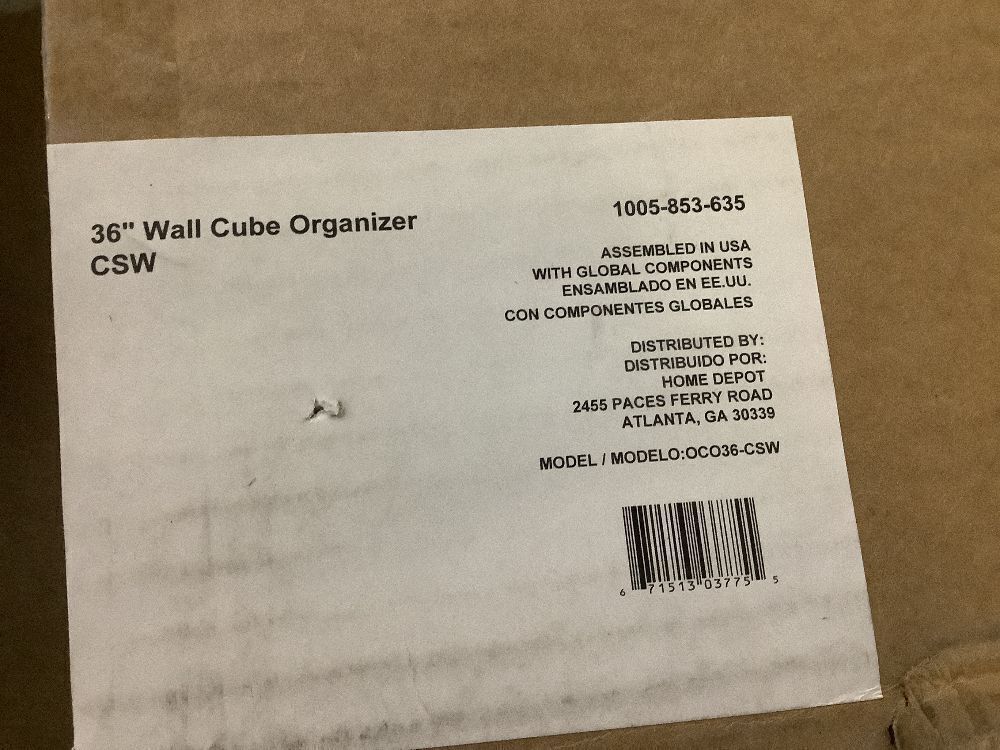 36" Wall Cube Organizer
CSW
1005-853-635
ASSEMBLED IN USA
WITH GLOBAL COMPONENTS
ENSAMBLADO EN EE.UU.
CON COMPONENTES GLOBALES
DISTRIBUTED BY:
DISTRIBUIDO POR:
HOME DEPOT
2455 PACES FERRY ROAD
ATLANTA, GA 30339
MODEL / MODELO:OCO36-CSW
6 71513 03775 5